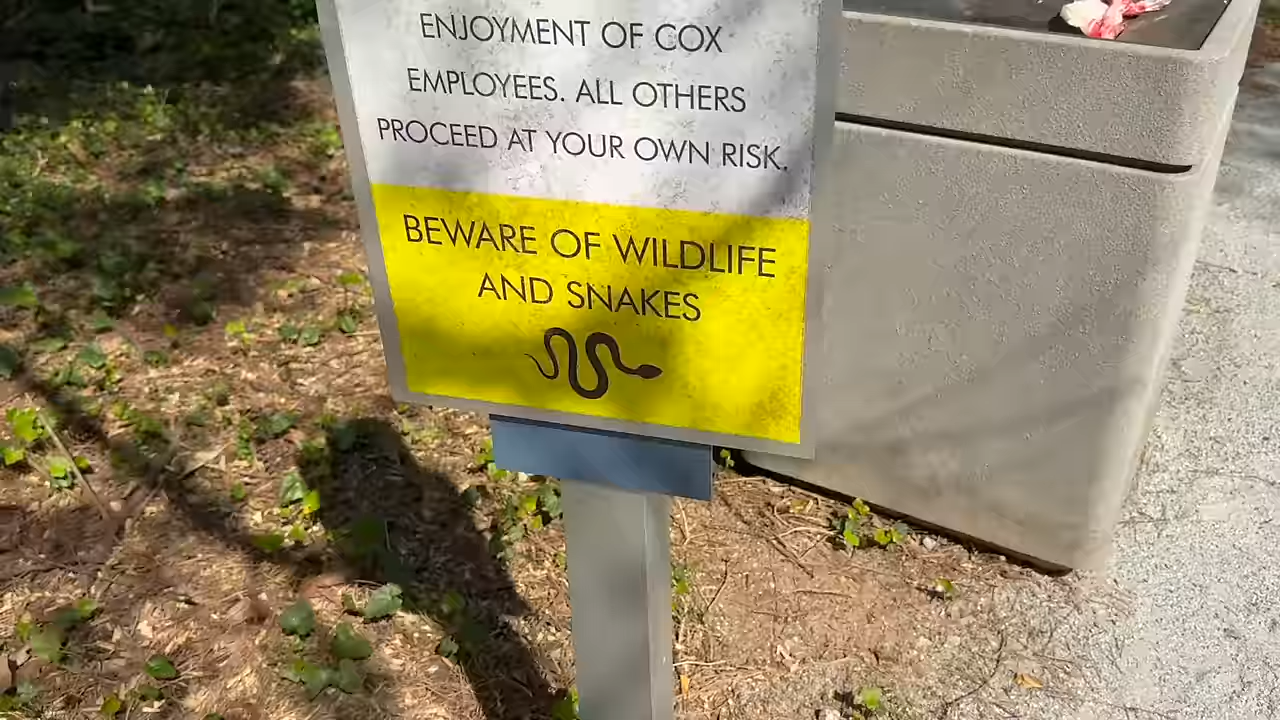 ENJOYMENT OF COX
EMPLOYEES. ALL OTHERS
PROCEED AT YOUR OWN RISK.
BEWARE OF WILDLIFE
AND SNAKES